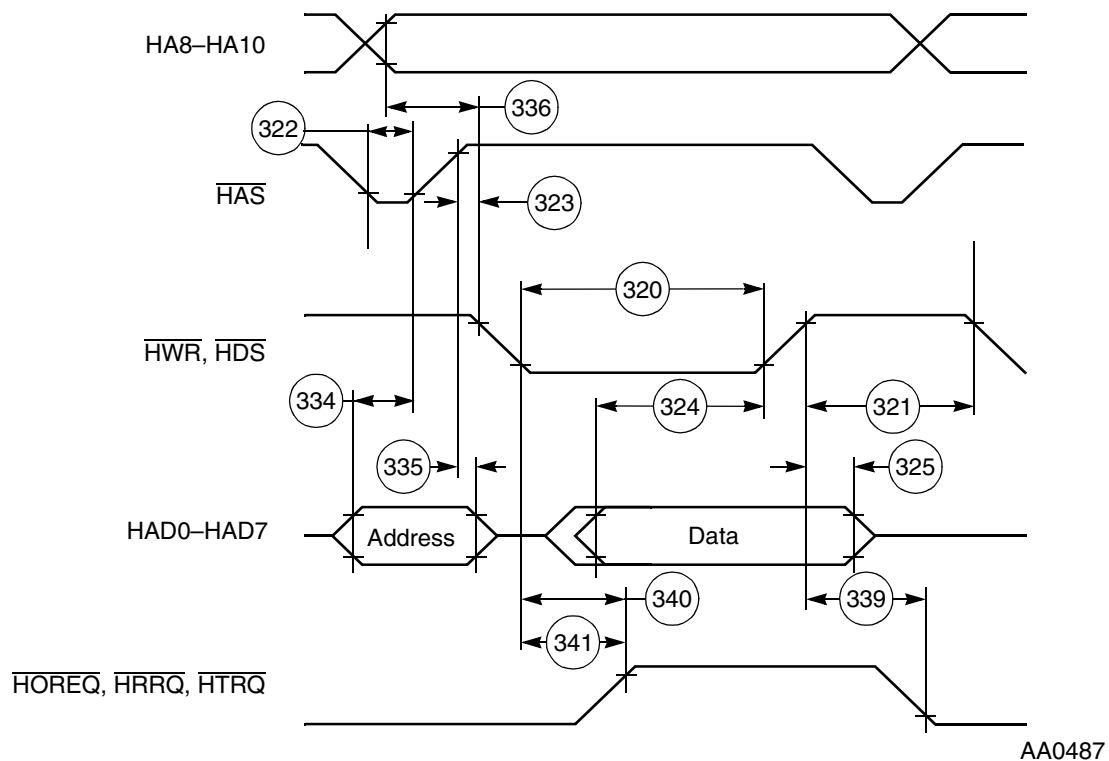 HA8–HA10
336
322
HAS
323
320
HWR, HDS
334
324
321
335
325
HAD0–HAD7
Address
Data
340
339
341
HOREQ, HRRQ, HTRQ
AA0487